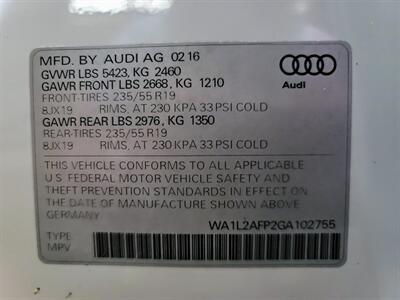 MFD. BY AUDI AG 02 16
GVWR LBS 5423, KG 2460
GAWR FRONT LBS 2668, KG 1210
FRONT-TIRES 235/55 R19
8JX19 RIMS, AT 230 KPA 33 PSI COLD
GAWR REAR LBS 2976, KG 1350
REAR-TIRES 235/55 R19
8JX19 RIMS, AT 230 KPA 33 PSI COLD
Audi
THIS VEHICLE CONFORMS TO ALL APPLICABLE
U S FEDERAL MOTOR VEHICLE SAFETY AND
THEFT PREVENTION STANDARDS IN EFFECT ON
THE DATE OF MANUFACTURE SHOWN ABOVE
GERMANY
WA1L2AFP2GA102755
TYPE
MPV